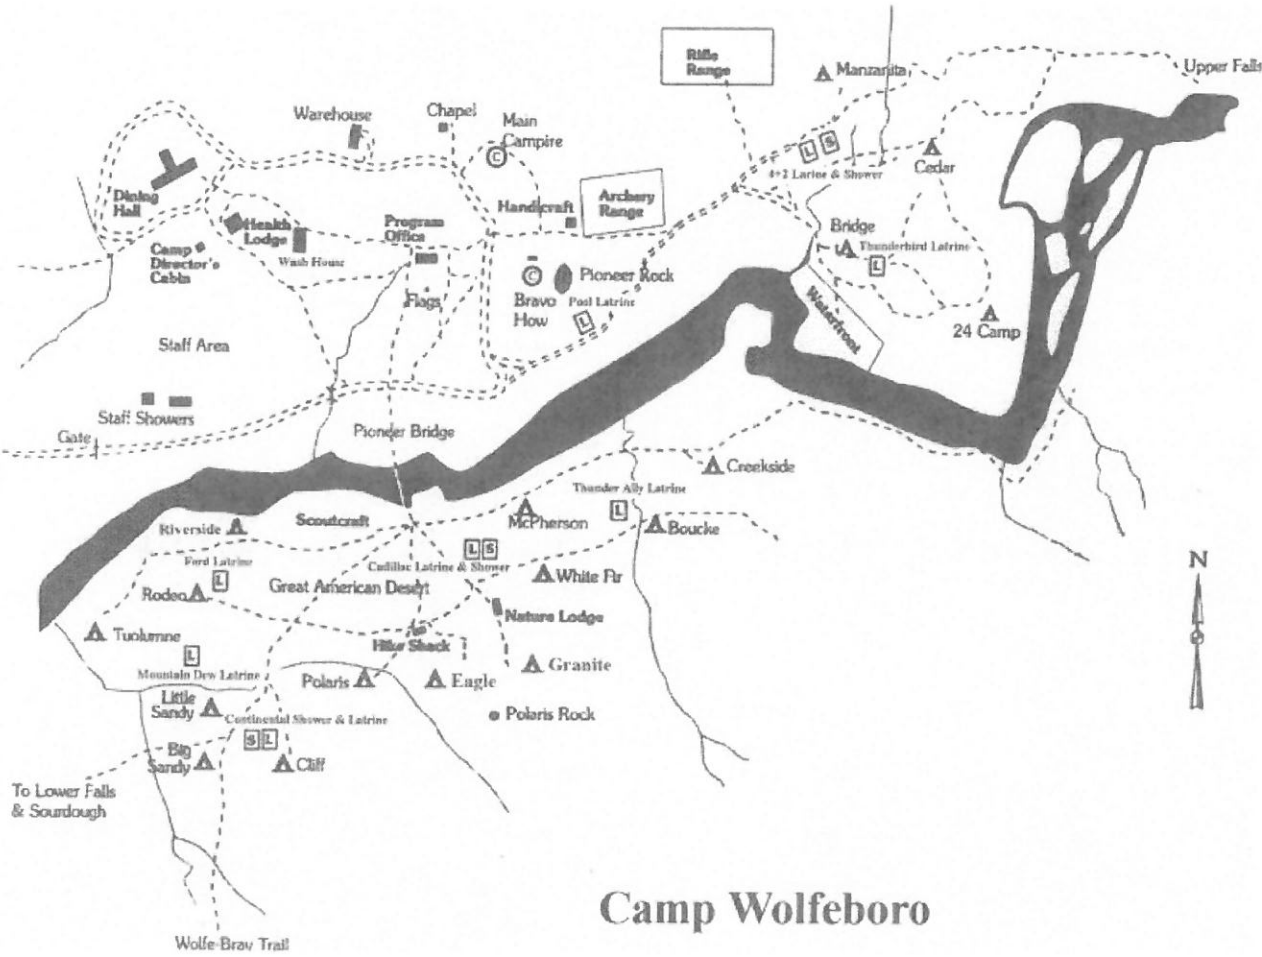 Rifle
Range
Manzanita
Upper Falls
Warehouse
Chapel
Main
Campire
C
L S
4+2 Larine & Shower
Cedar
Dining
Hall
Health
Lodge
Wash House
Program
Office
Handicraft
Archery
Range
Camp
Director's
Cabin
Bridge
Thunderbird Latrine
L
Flags
C
Bravo
How
Pioneer Rock
Pool Latrine
L
Waterfront
24 Camp
Staff Area
Staff Showers
Gate
Pioneer Bridge
Creekside
Thunder Ally Latrine
L
Riverside
Scoutcraft
McPherson
Boucke
L S
Cadillac Latrine & Shower
Ford Latrine
L
Rodeo
Great American Desert
White Fir
N
Nature Lodge
Tuolumne
L
Mountain Dew Latrine
Hike Shack
Polaris
Eagle
Granite
Little
Sandy
Continental Shower & Latrine
S L
Polaris Rock
Big
Sandy
Cliff
To Lower Falls
& Sourdough
Camp Wolfeboro
Wolfe-Brav Trail